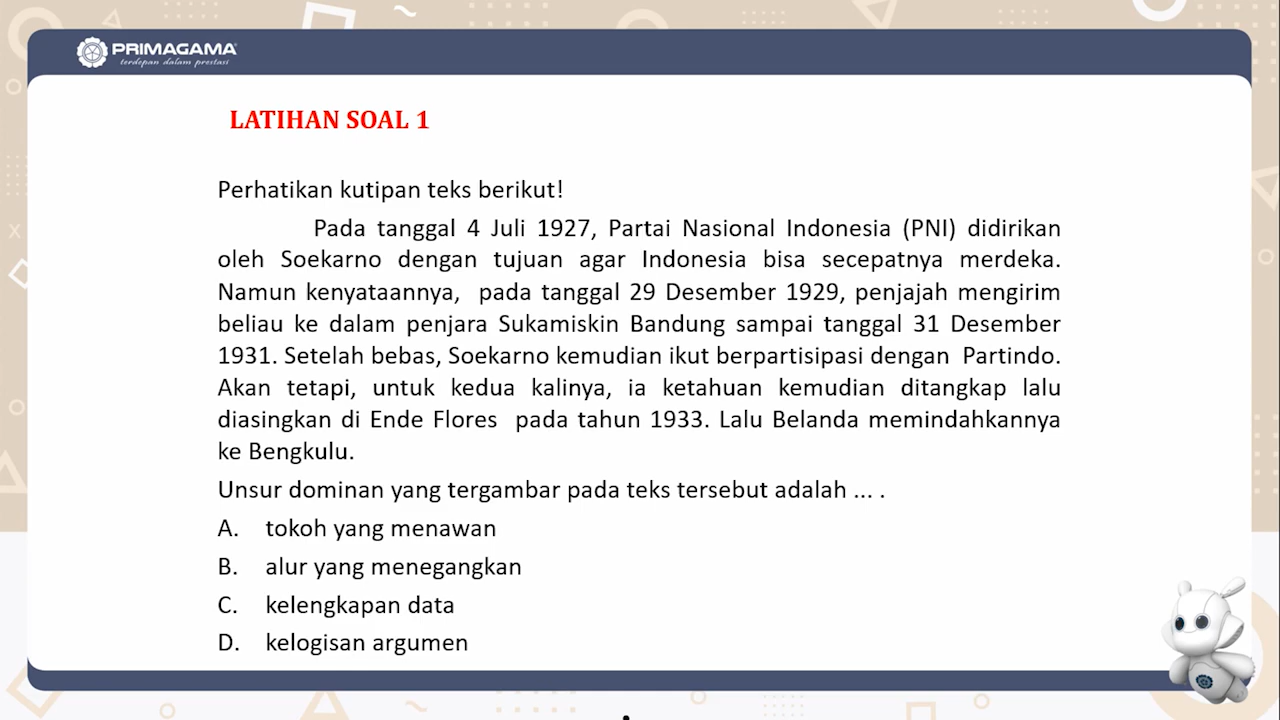 PRIMAGAMA
terdepan dalam prestasi
LATIHAN SOAL 1
Perhatikan kutipan teks berikut!
Pada tanggal 4 Juli 1927, Partai Nasional Indonesia (PNI) didirikan
oleh Soekarno dengan tujuan agar Indonesia bisa secepatnya merdeka.
Namun kenyataannya, pada tanggal 29 Desember 1929, penjajah mengirim
beliau ke dalam penjara Sukamiskin Bandung sampai tanggal 31 Desember
1931. Setelah bebas, Soekarno kemudian ikut berpartisipasi dengan Partindo.
Akan tetapi, untuk kedua kalinya, ia ketahuan kemudian ditangkap lalu
diasingkan di Ende Flores pada tahun 1933. Lalu Belanda memindahkannya
ke Bengkulu.
Unsur dominan yang tergambar pada teks tersebut adalah ... .
A. tokoh yang menawan
B. alur yang menegangkan
C. kelengkapan data
D. kelogisan argumen